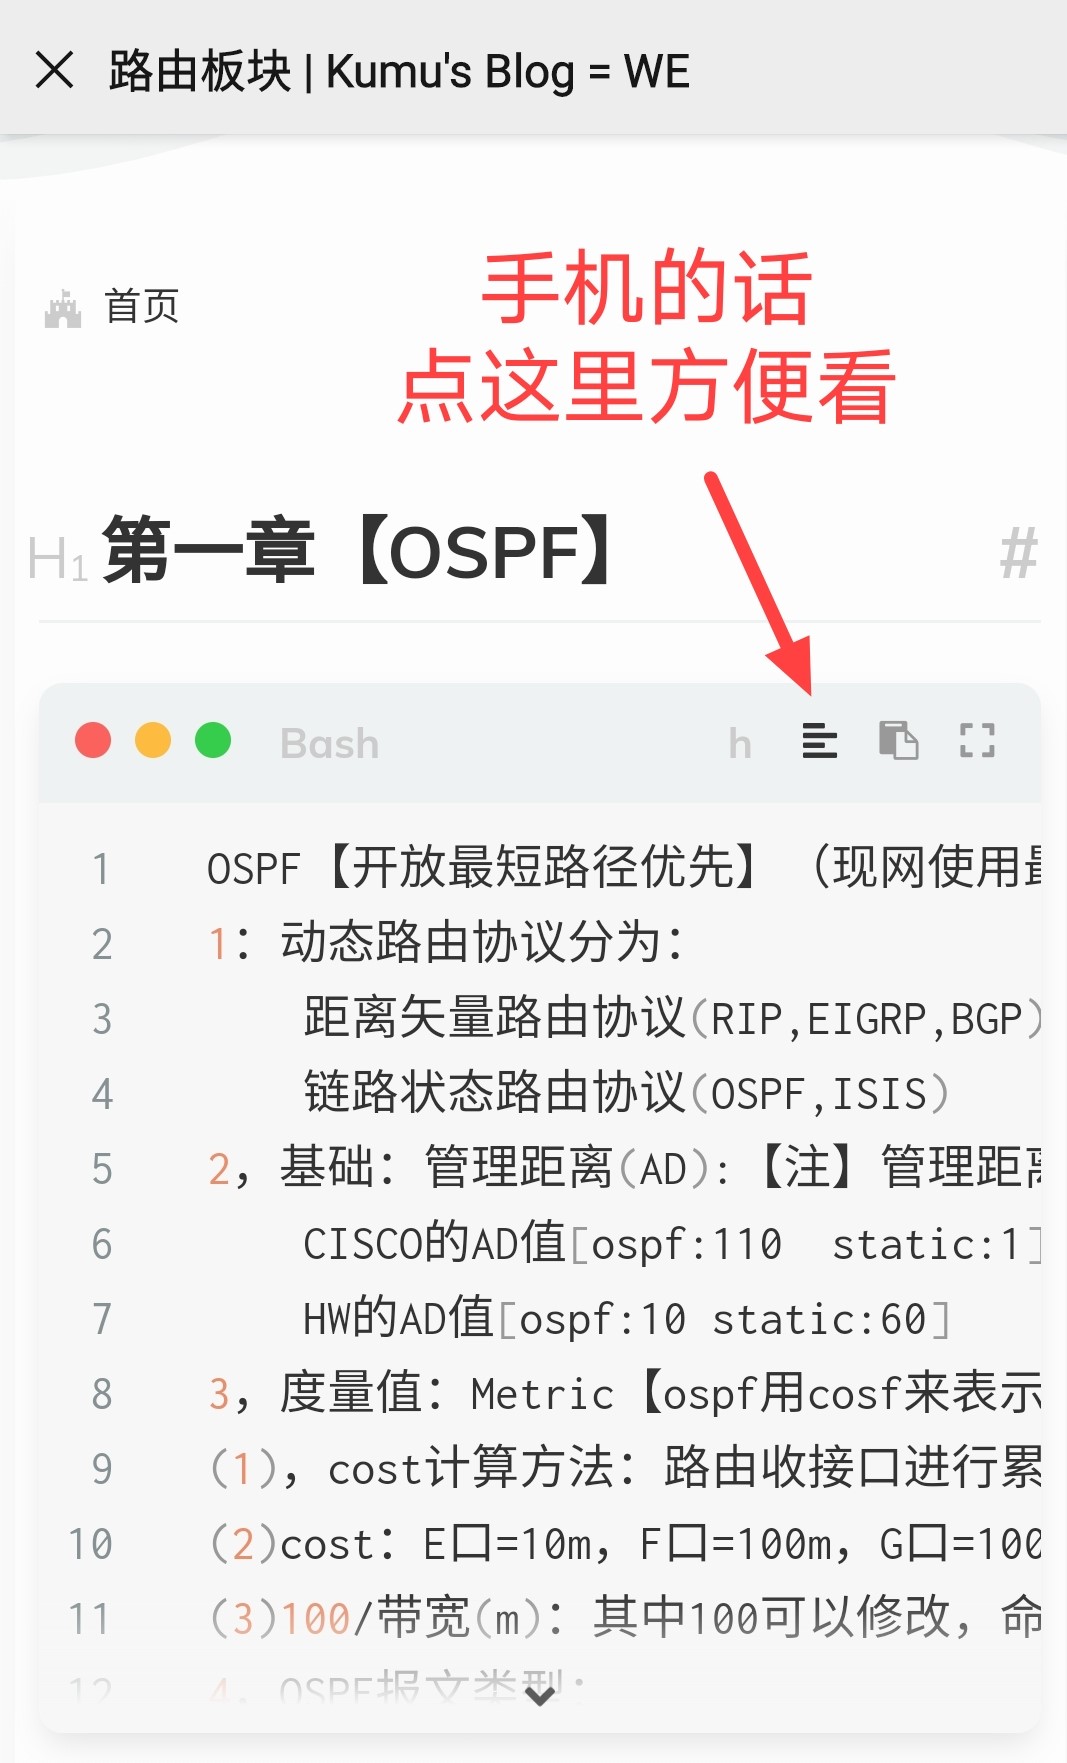 路由板块 | Kumu's Blog = WE
首页
手机的话
点这里方便看
H1 第一章【OSPF】 #
Bash h
1 OSPF【开放最短路径优先】（现网使用
2 1：动态路由协议分为：
3 距离矢量路由协议(RIP,EIGRP,BGP)
4 链路状态路由协议(OSPF,ISIS)
5 2，基础：管理距离(AD):【注】管理距
6 CISCO的AD值[ospf:110  static:1]
7 HW的AD值[ospf:10 static:60]
8 3，度量值：Metric【ospf用cosf来表示
9 (1)，cost计算方法：路由收接口进行累
10 (2)cost：E口=10m，F口=100m，G口=100
11 (3)100/带宽(m)：其中100可以修改，命
12 4，OSPF报文类型：